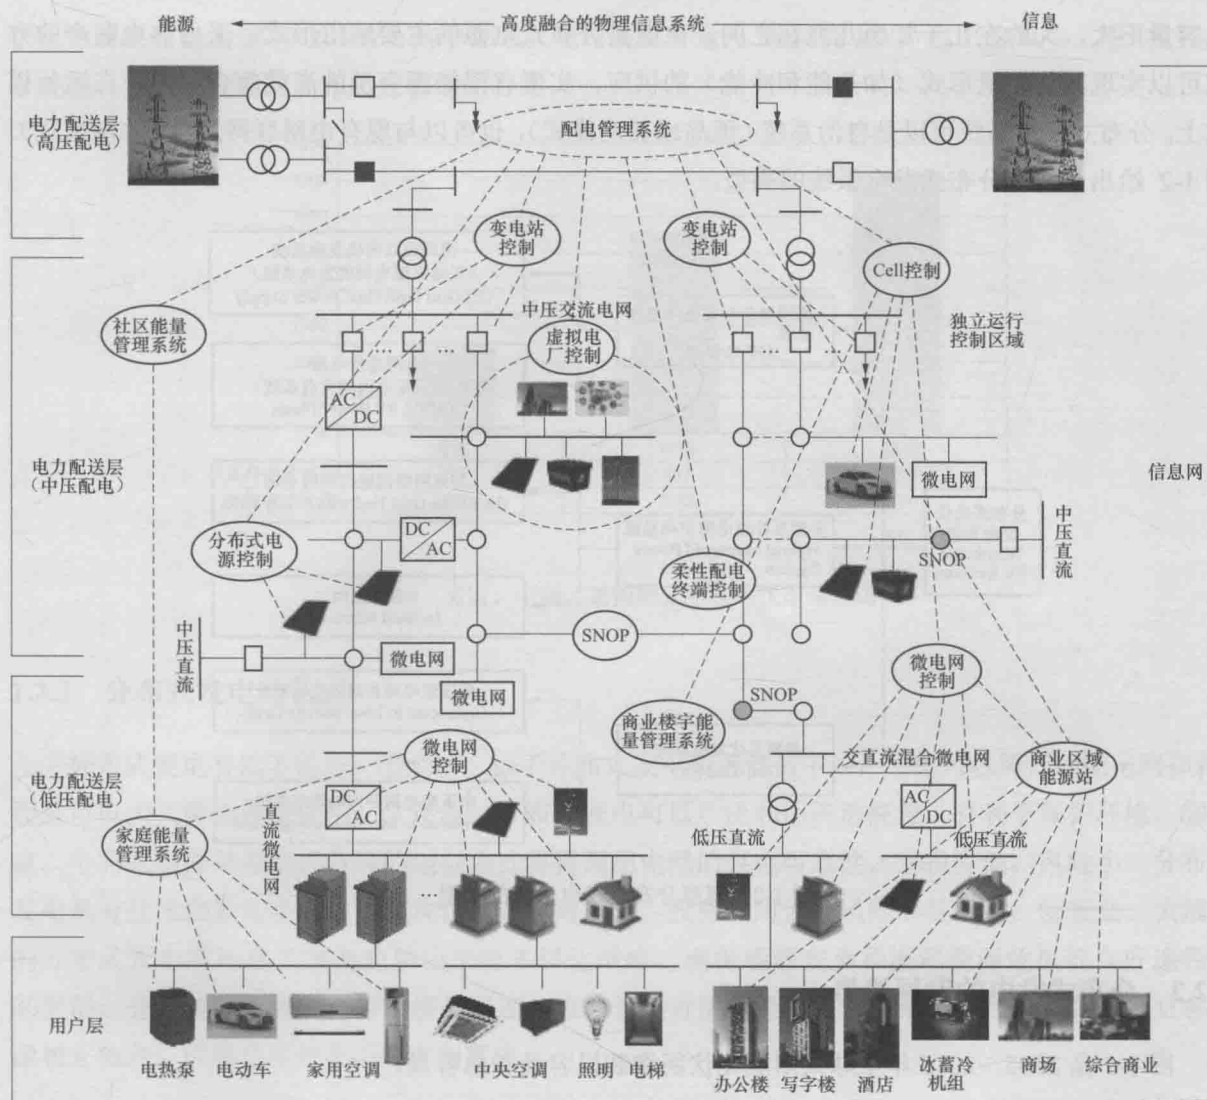 能源
高度融合的物理信息系统
信息
电力配送层
（高压配电）
配电管理系统
变电站
控制
变电站
控制
Cell控制
社区能量
管理系统
中压交流电网
虚拟电
厂控制
独立运行
控制区域
AC
DC
电力配送层
（中压配电）
微电网
信息网
分布式电
源控制
DC
AC
柔性配电
终端控制
SNOP
中压直流
中压直流
微电网
SNOP
微电网
控制
微电网
SNOP
商业楼宇能
量管理系统
微电网
控制
交直流混合微电网
商业区域
能源站
电力配送层
（低压配电）
DC
AC
直流微电网
AC
DC
低压直流
低压直流
家庭能量
管理系统
用户层
电热泵
电动车
家用空调
中央空调
照明
电梯
办公楼
写字楼
酒店
冰蓄冷
机组
商场
综合商业